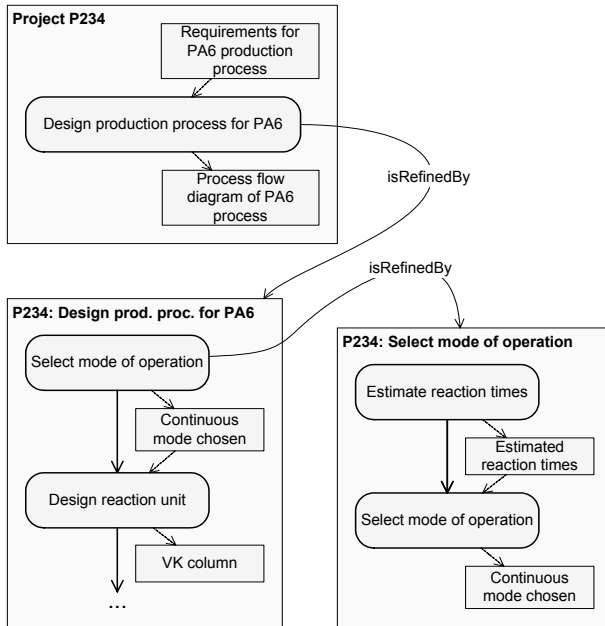 Project P234
Requirements for
PA6 production
process
Design production process for PA6
Process flow
diagram of PA6
process
isRefinedBy
isRefinedBy
P234: Design prod. proc. for PA6
Select mode of operation
Continuous
mode chosen
Design reaction unit
VK column
...
P234: Select mode of operation
Estimate reaction times
Estimated
reaction times
Select mode of operation
Continuous
mode chosen